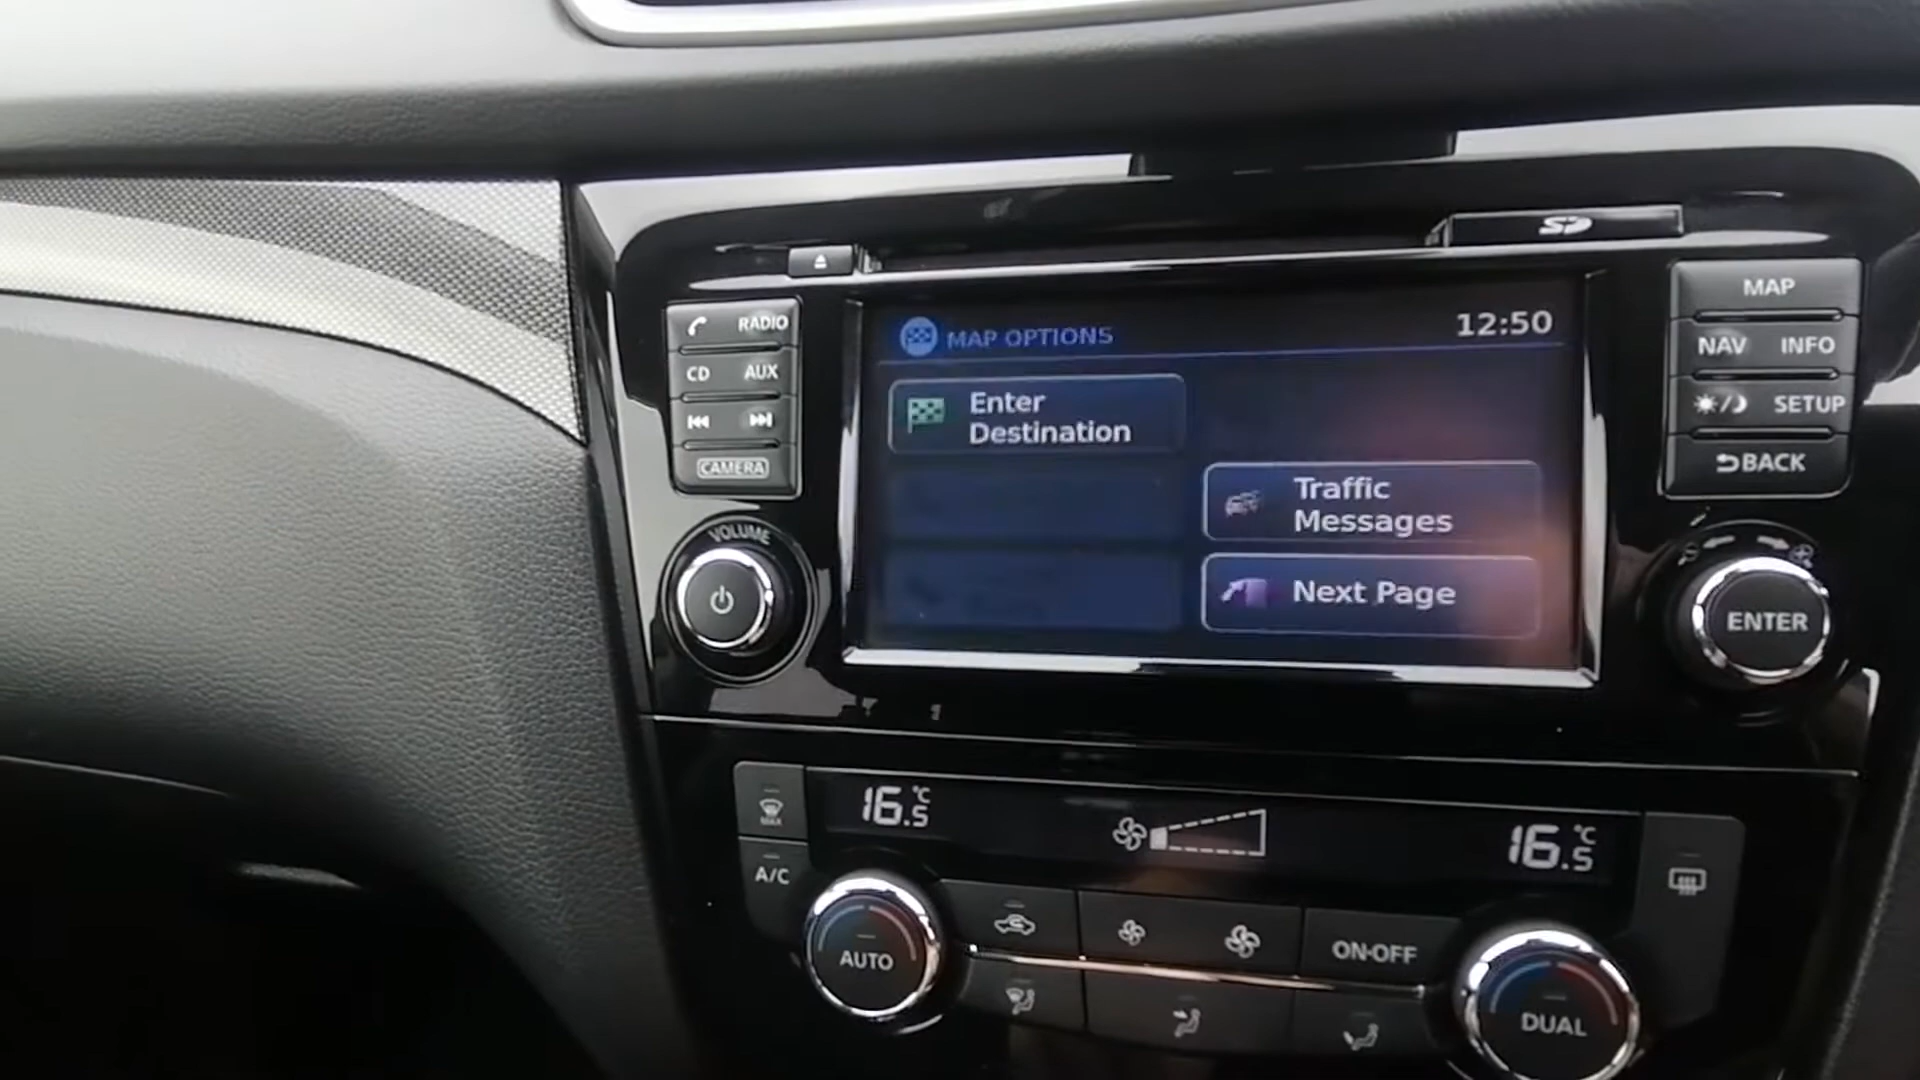 SD
RADIO
CD AUX
CAMERA
VOLUME
MAP OPTIONS
12:50
Enter
Destination
Traffic
Messages
Next Page
MAP
NAV INFO
SETUP
BACK
ENTER
MAX
A/C
16.5 °C
16.5 °C
AUTO
ON·OFF
DUAL